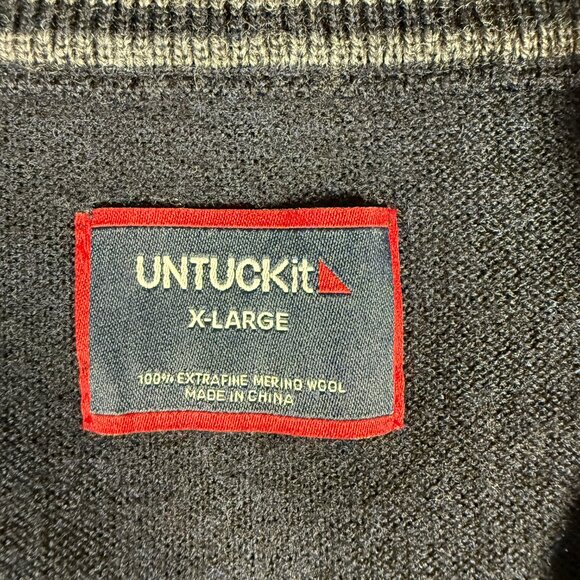 UNTUCKit
X-LARGE
100% EXTRAFINE MERINO WOOL
MADE IN CHINA